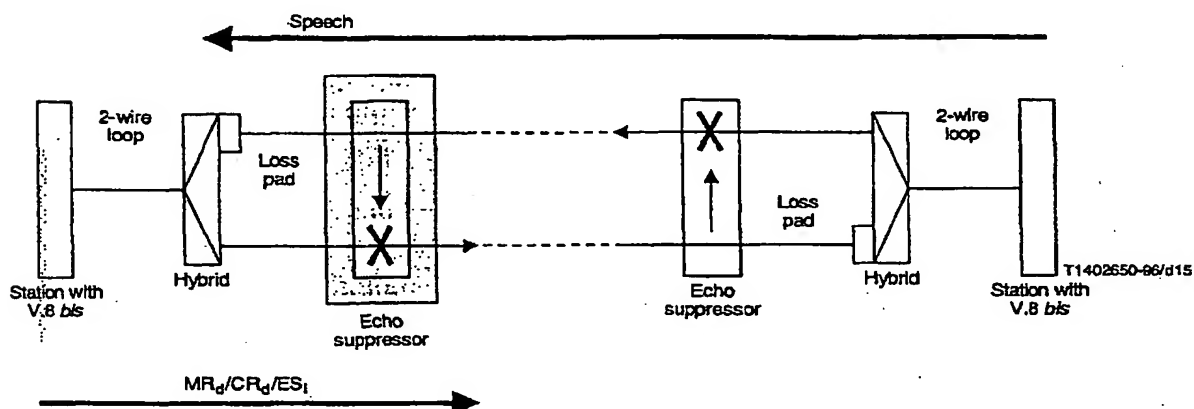 Speech
2-wire
loop
2-wire
loop
Loss
pad
Loss
pad
Hybrid
Hybrid
T1402650-96/d15
Station with
V.8 bis
Echo
suppressor
Echo
suppressor
Station with
V.8 bis
MRd/CRd/ESi